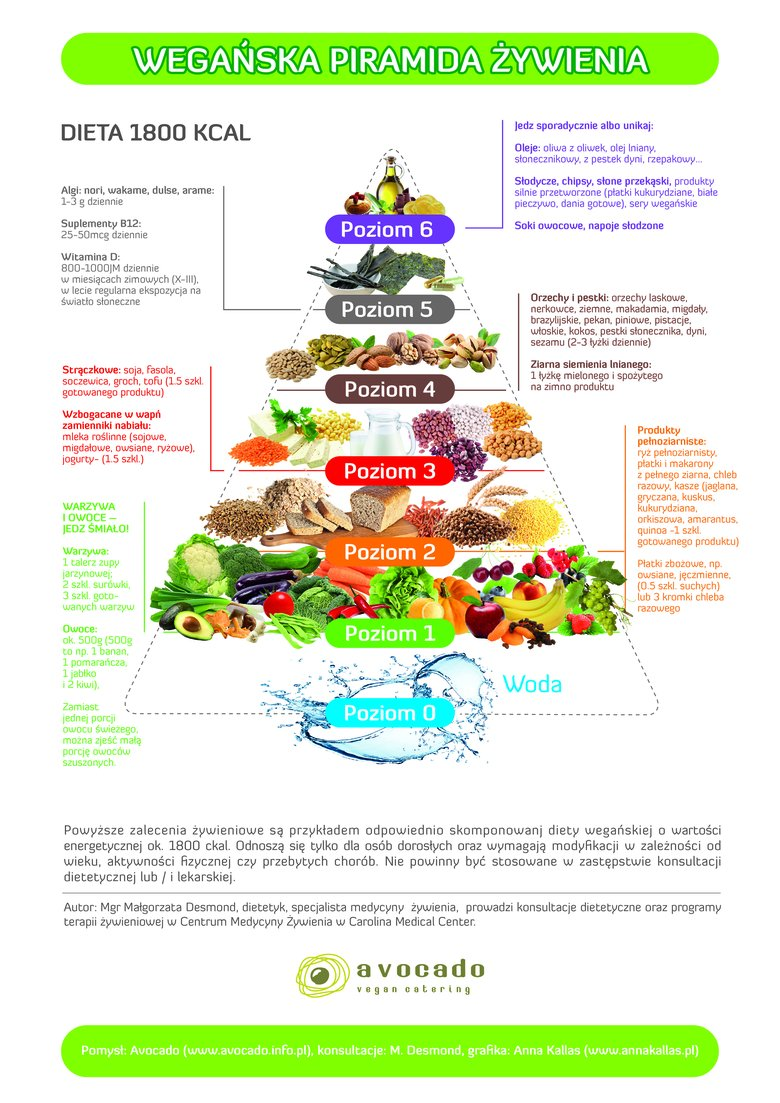 WEGAŃSKA PIRAMIDA ŻYWIENIA
DIETA 1800 KCAL
Jedz sporadycznie albo unikaj:
Oleje: oliwa z oliwek, olej lniany,
słonecznikowy, z pestek dyni, rzepakowy...
Słodycze, chipsy, słone przekąski, produkty
silnie przetworzone (płatki kukurydziane, białe
pieczywo, dania gotowe), sery wegańskie
Soki owocowe, napoje słodzone
Poziom 6
Algi: nori, wakame, dulse, arame:
1-3 g dziennie
Suplementy B12:
25-50mcg dziennie
Witamina D:
800-1000JM dziennie
w miesiącach zimowych (X-III),
w lecie regularna ekspozycja na
światło słoneczne
Poziom 5
Orzechy i pestki: orzechy laskowe,
nerkowce, ziemne, makadamia, migdały,
brazylijskie, pekan, piniowe, pistacje,
włoskie, kokos, pestki słonecznika, dyni,
sezamu (2-3 łyżki dziennie)
Ziarna siemienia lnianego:
1 łyżkę mielonego i spożytego
na zimno produktu
Poziom 4
Strączkowe: soja, fasola,
soczewica, groch, tofu (1.5 szkl.
gotowanego produktu)
Wzbogacane w wapń
zamienniki nabiału:
mleka roślinne (sojowe,
migdałowe, owsiane, ryżowe),
jogurty- (1.5 szkl.)
Poziom 3
Produkty
pełnoziarniste:
ryż pełnoziarnisty,
płatki i makarony
z pełnego ziarna, chleb
razowy, kasze (jaglana,
gryczana, kuskus,
kukurydziana,
orkiszowa, amarantus,
quinoa -1 szkl.
gotowanego produktu)
Płatki zbożowe, np.
owsiane, jęczmienne,
(0.5 szkl. suchych)
lub 3 kromki chleba
razowego
Poziom 2
WARZYWA
I OWOCE –
JEDZ ŚMIAŁO!
Warzywa:
1 talerz zupy
jarzynowej;
2 szkl. surówki,
3 szkl. goto-
wanych warzyw
Owoce:
ok. 500g (500g
to np. 1 banan,
1 pomarańcza,
1 jabłko
i 2 kiwi),
Zamiast
jednej porcji
owocu świeżego,
można zjeść małą
porcję owoców
szuszonych.
Poziom 1
Woda
Poziom 0
Powyższe zalecenia żywieniowe są przykładem odpowiednio skomponowanj diety wegańskiej o wartości
energetycznej ok. 1800 ckal. Odnoszą się tylko dla osób dorosłych oraz wymagają modyfikacji w zależności od
wieku, aktywności fizycznej czy przebytych chorób. Nie powinny być stosowane w zastępstwie konsultacji
dietetycznej lub / i lekarskiej.
Autor: Mgr Małgorzata Desmond, dietetyk, specjalista medycyny żywienia, prowadzi konsultacje dietetyczne oraz programy
terapii żywieniowej w Centrum Medycyny Żywienia w Carolina Medical Center.
avocado
vegan catering
Pomysł: Avocado (www.avocado.info.pl), konsultacje: M. Desmond, grafika: Anna Kallas (www.annakallas.pl)